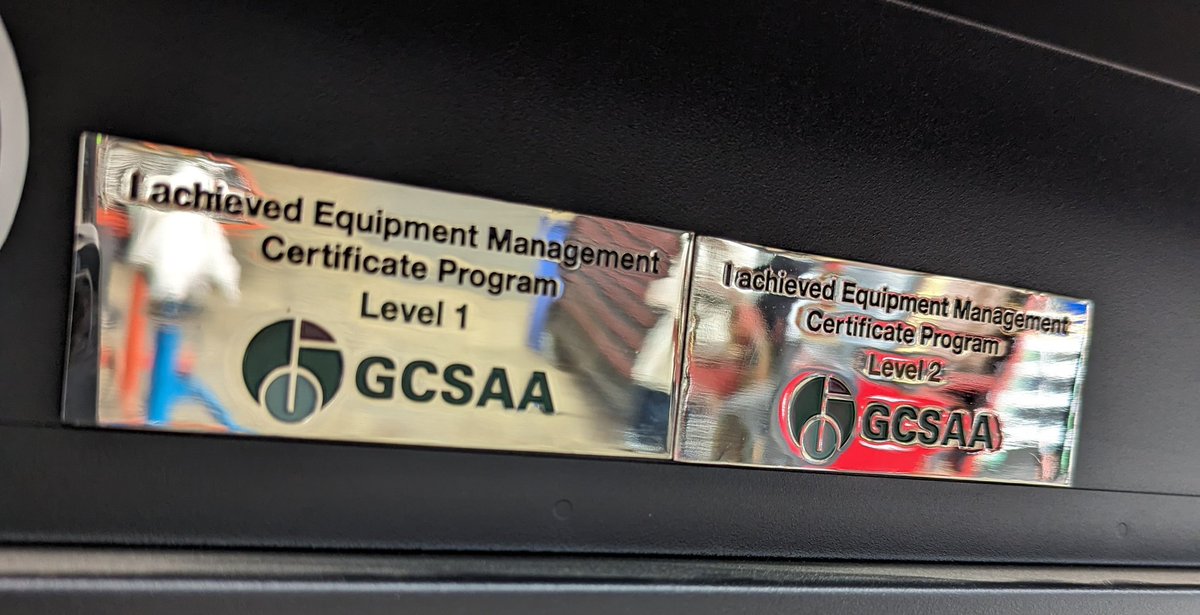 I achieved Equipment Management
Certificate Program
Level 1
GCSAA
I achieved Equipment Management
Certificate Program
Level 2
GCSAA